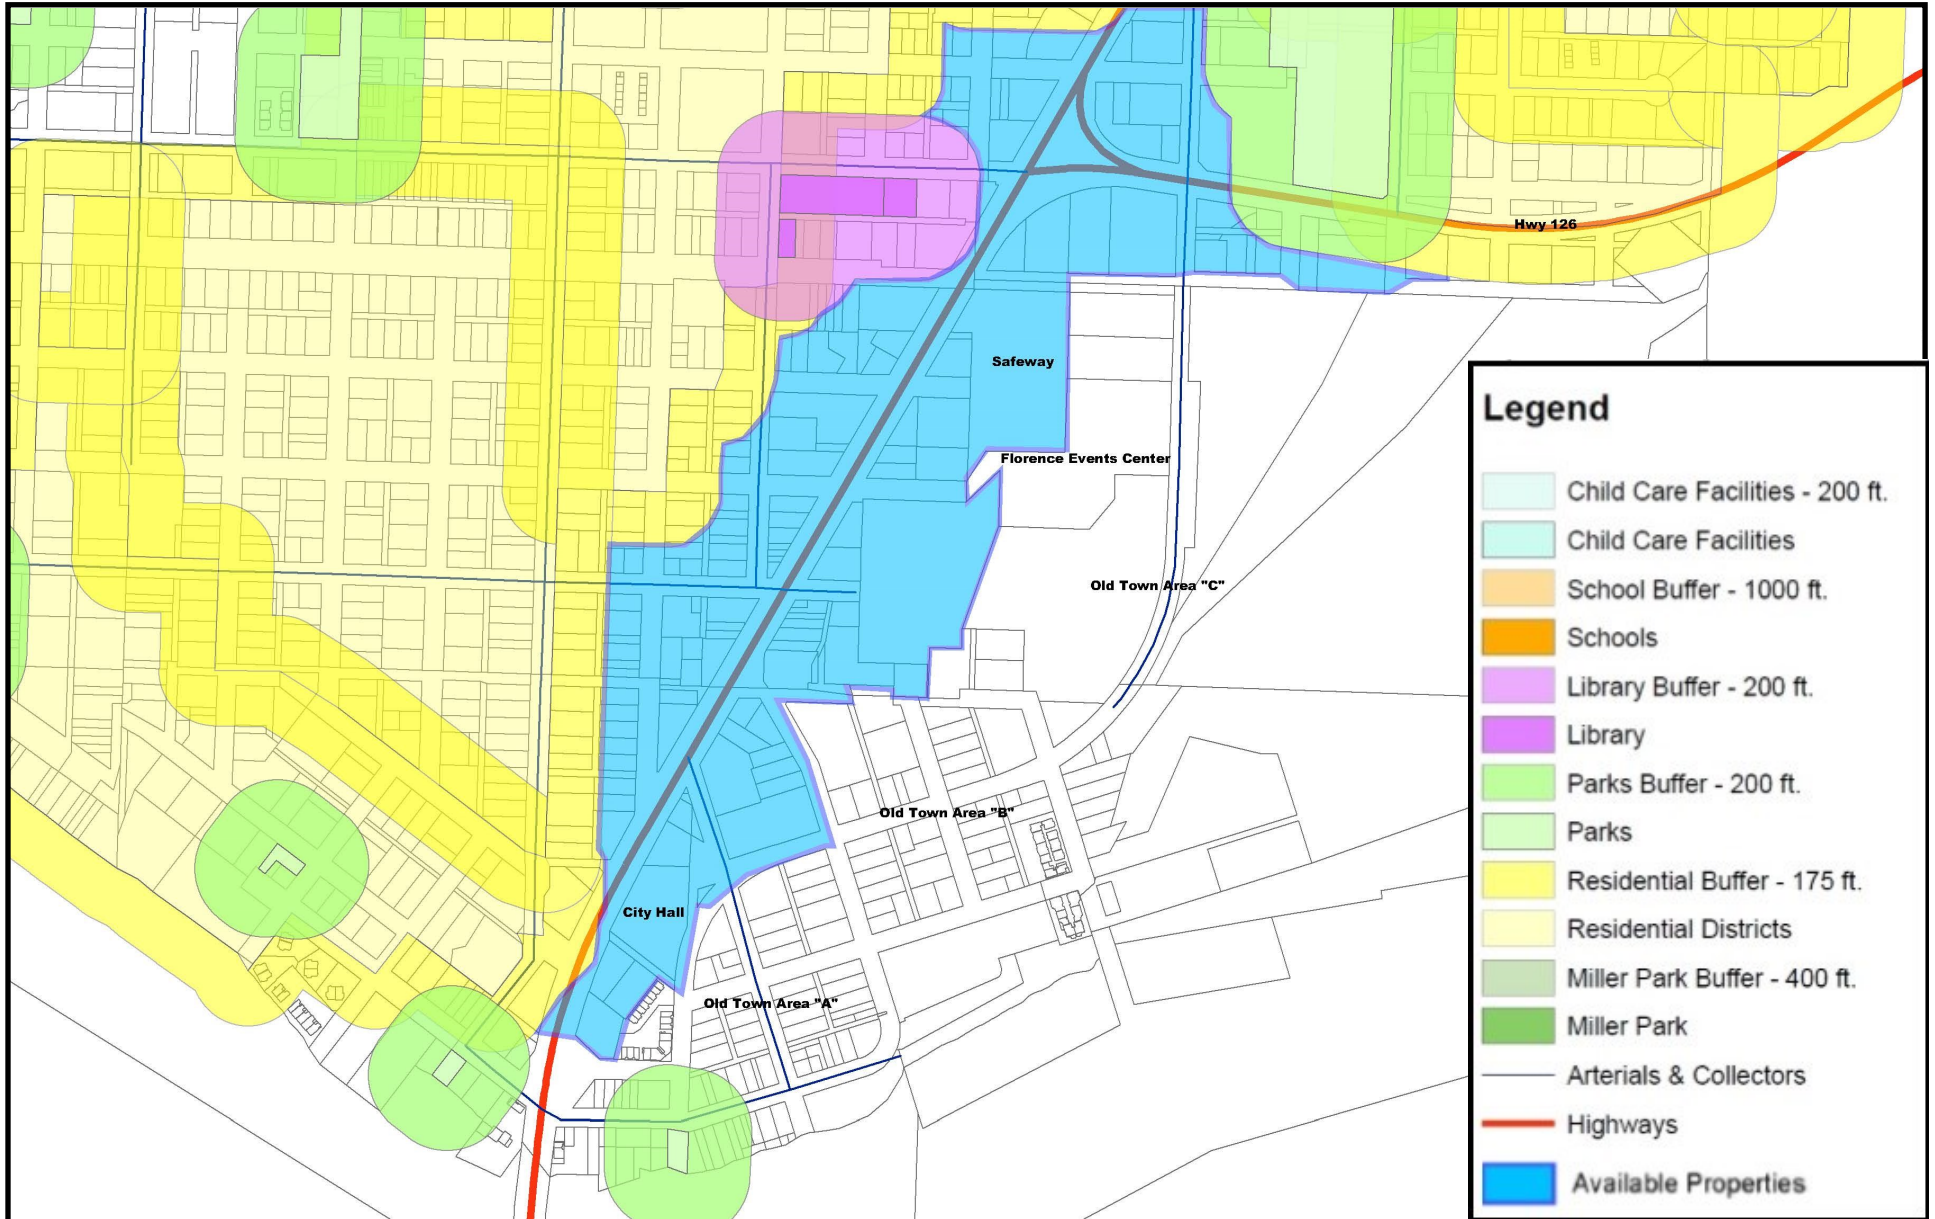 Hwy 126
Safeway
Florence Events Center
Old Town Area "C"
Old Town Area "B"
City Hall
Old Town Area "A"
Legend
Child Care Facilities - 200 ft.
Child Care Facilities
School Buffer - 1000 ft.
Schools
Library Buffer - 200 ft.
Library
Parks Buffer - 200 ft.
Parks
Residential Buffer - 175 ft.
Residential Districts
Miller Park Buffer - 400 ft.
Miller Park
Arterials & Collectors
Highways
Available Properties